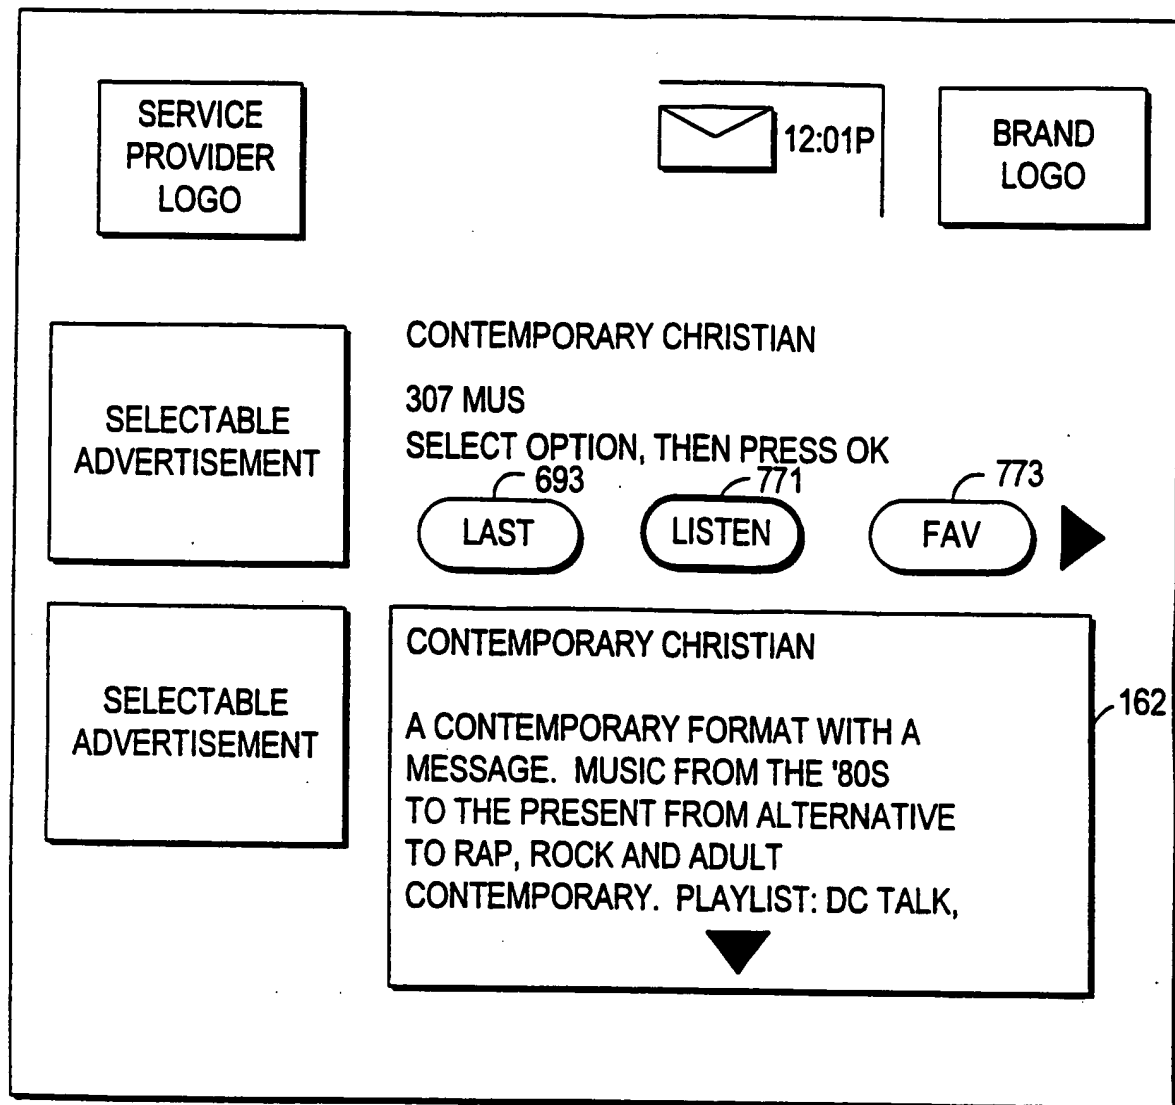 SERVICE
PROVIDER
LOGO
12:01P
BRAND
LOGO
SELECTABLE
ADVERTISEMENT
CONTEMPORARY CHRISTIAN
307 MUS
SELECT OPTION, THEN PRESS OK
693 771 773
LAST LISTEN FAV
SELECTABLE
ADVERTISEMENT
CONTEMPORARY CHRISTIAN
A CONTEMPORARY FORMAT WITH A
MESSAGE. MUSIC FROM THE '80S
TO THE PRESENT FROM ALTERNATIVE
TO RAP, ROCK AND ADULT
CONTEMPORARY. PLAYLIST: DC TALK,
162